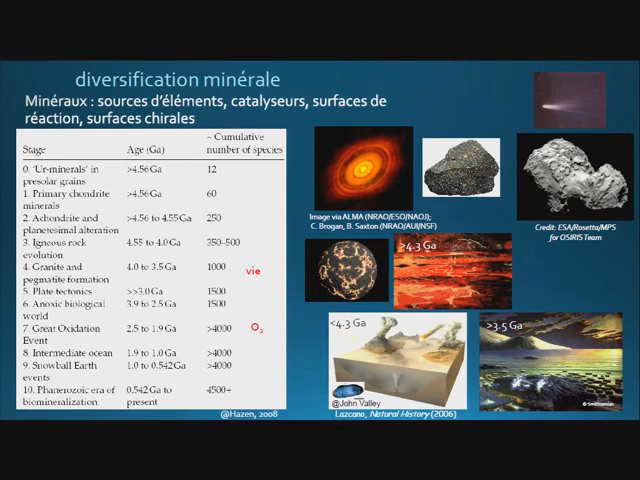 diversification minérale
Minéraux : sources d'éléments, catalyseurs, surfaces de
réaction, surfaces chirales
Stage Age (Ga) ~ Cumulative number of species
0. 'Ur-minerals' in presolar grains >4.56 Ga 12
1. Primary chondrite minerals >4.56 Ga 60
2. Achondrite and planetesimal alteration >4.56 to 4.55 Ga 250
3. Igneous rock evolution 4.55 to 4.0 Ga 350-500
4. Granite and pegmatite formation 4.0 to 3.5 Ga 1000
vie
5. Plate tectonics >>3.0 Ga 1500
6. Anoxic biological world 3.9 to 2.5 Ga 1500
7. Great Oxidation Event 2.5 to 1.9 Ga >4000
O2
8. Intermediate ocean 1.9 to 1.0 Ga >4000
9. Snowball Earth events 1.0 to 0.542 Ga >4000
10. Phanerozoic era of biomineralization 0.542 Ga to present 4500+
@Hazen, 2008
Image via ALMA (NRAO/ESO/NAOJ);
C. Brogan, B. Saxton (NRAO/AUI/NSF)
Credit: ESA/Rosetta/MPS
for OSIRIS Team
>4.3 Ga
<4.3 Ga
@John Valley
Lazcano, Natural History (2006)
>3.5 Ga
© Smithsonian